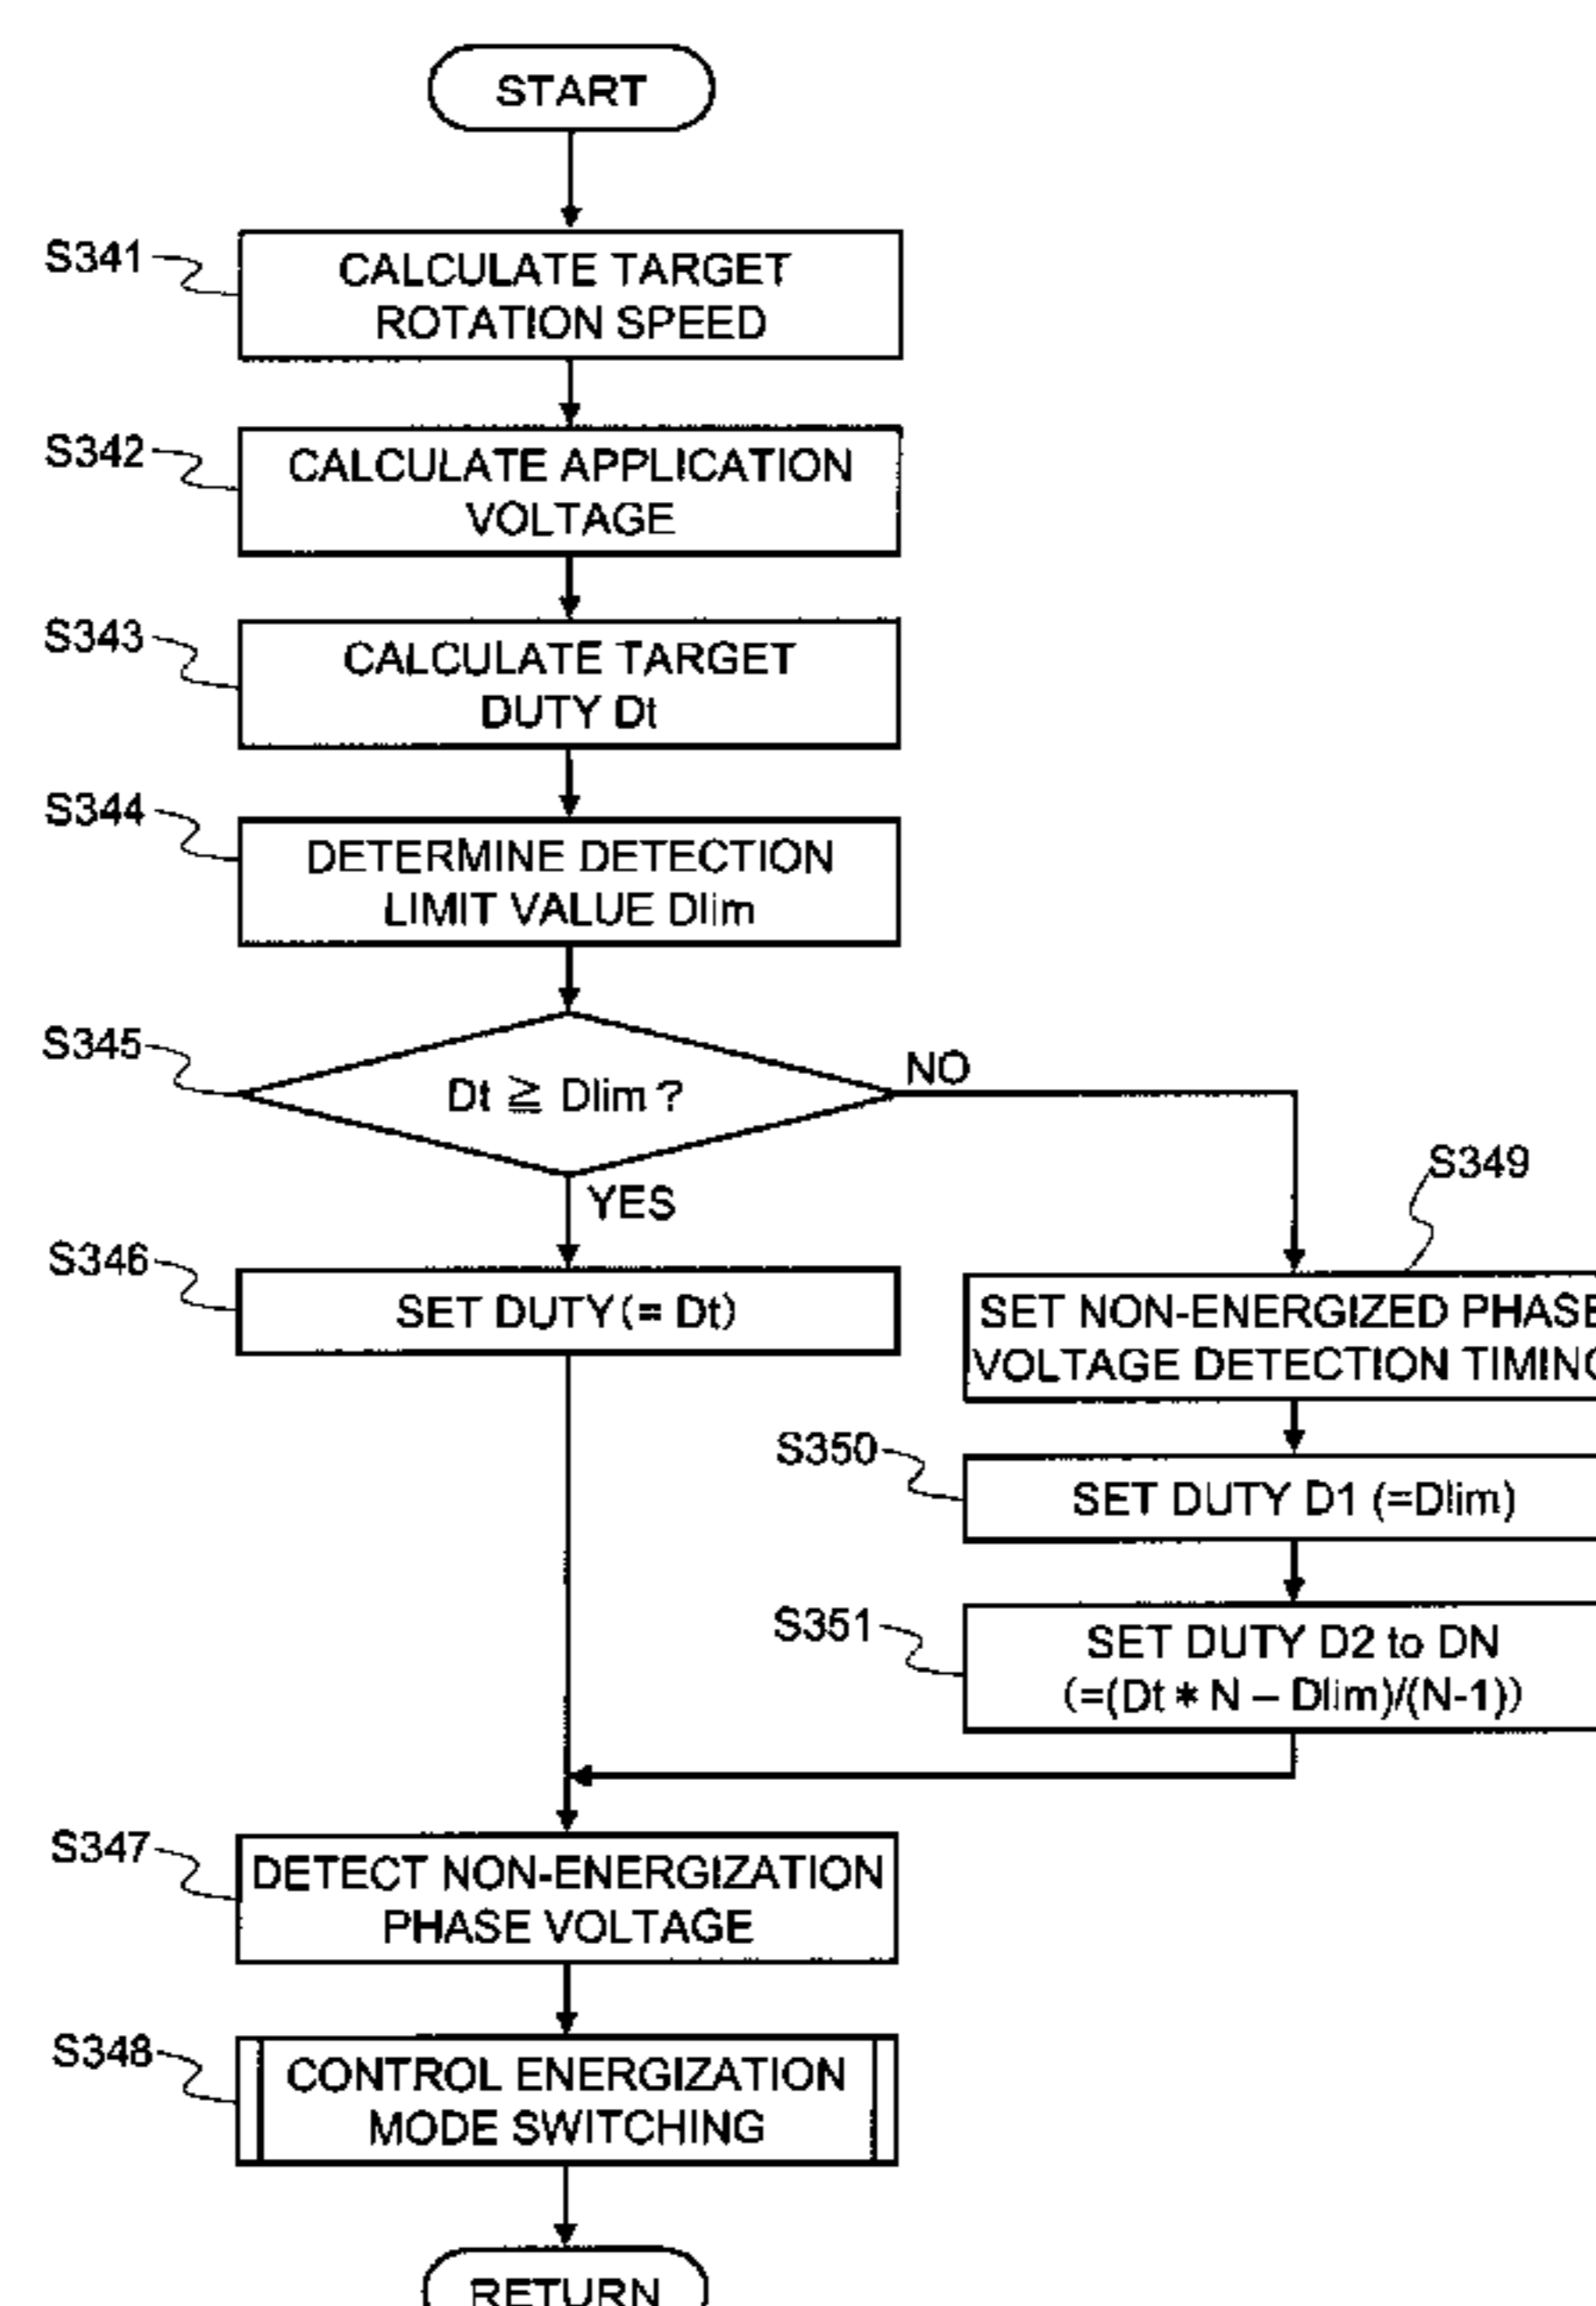 START
S341
CALCULATE TARGET
ROTATION SPEED
S342
CALCULATE APPLICATION
VOLTAGE
S343
CALCULATE TARGET
DUTY Dt
S344
DETERMINE DETECTION
LIMIT VALUE Dlim
S345
Dt ≧ Dlim ?
NO
YES
S346
SET DUTY(= Dt)
S349
SET NON-ENERGIZED PHASE
VOLTAGE DETECTION TIMING
S350
SET DUTY D1 (=Dlim)
S351
SET DUTY D2 to DN
(=(Dt * N – Dlim)/(N-1))
S347
DETECT NON-ENERGIZATION
PHASE VOLTAGE
S348
CONTROL ENERGIZATION
MODE SWITCHING
RETURN